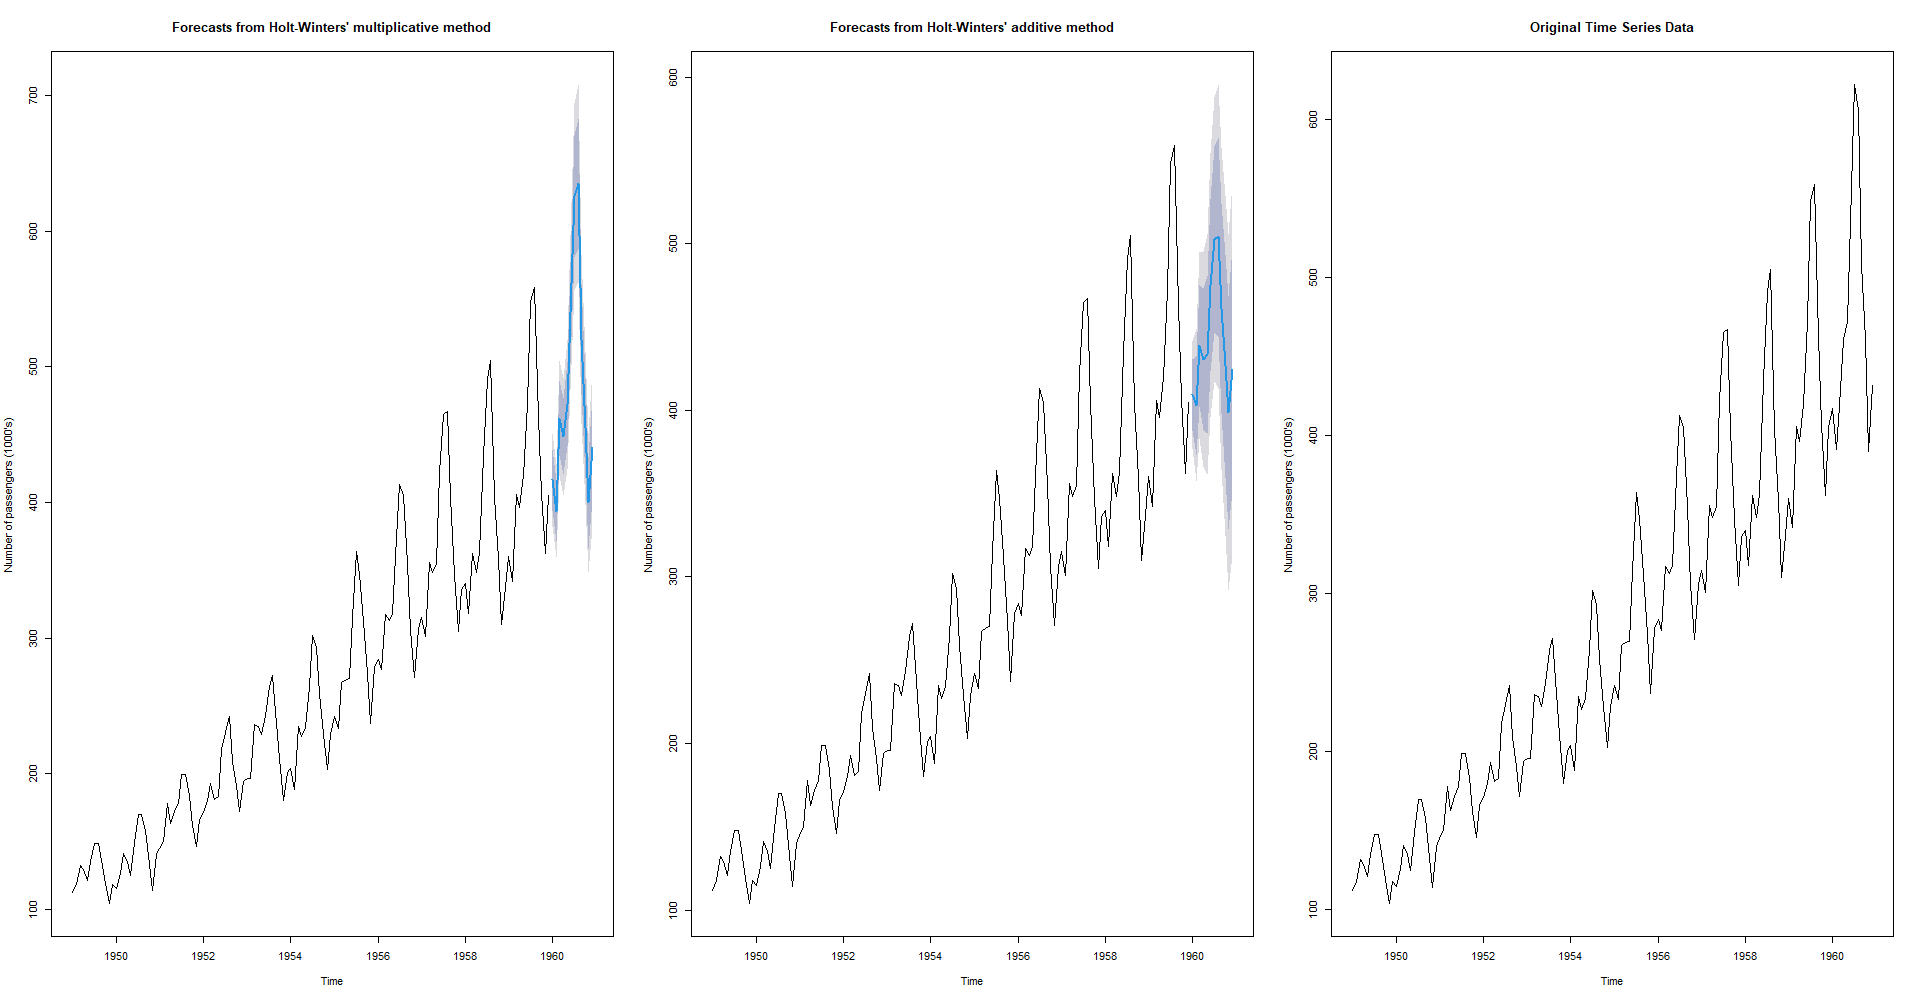 Forecasts from Holt-Winters' multiplicative method
Number of passengers (1000's)
700
600
500
400
300
200
100
1950 1952 1954 1956 1958 1960
Time
Forecasts from Holt-Winters' additive method
Number of passengers (1000's)
600
500
400
300
200
100
1950 1952 1954 1956 1958 1960
Time
Original Time Series Data
Number of passengers (1000's)
600
500
400
300
200
100
1950 1952 1954 1956 1958 1960
Time